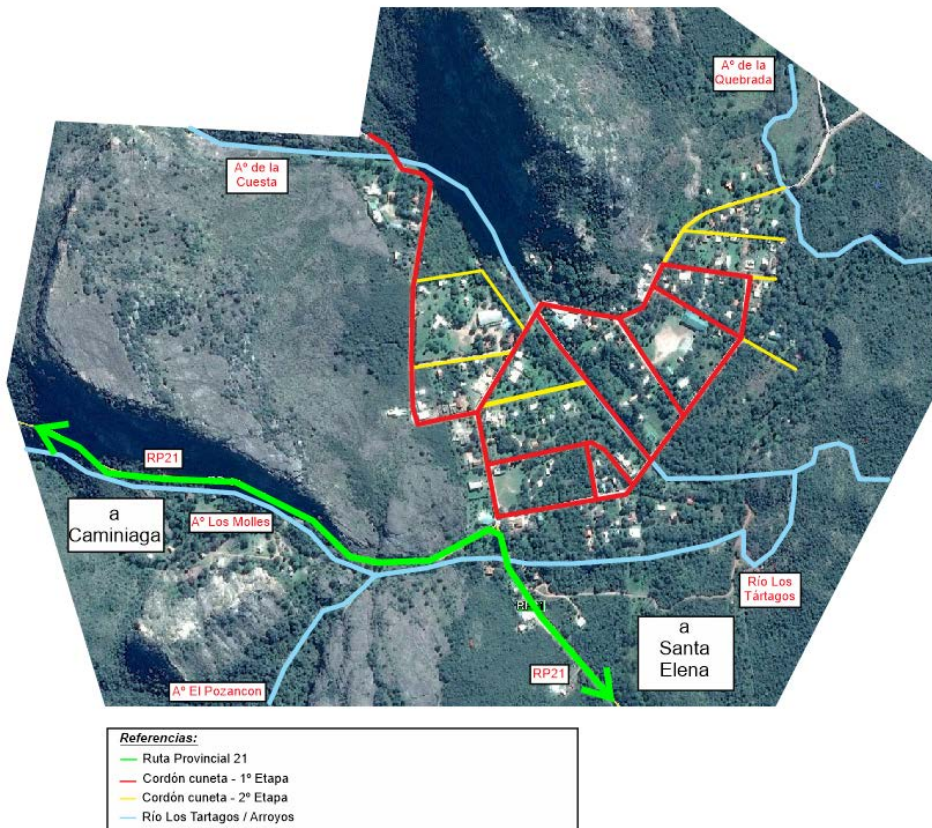 Aº de la
Quebrada
Aº de la
Cuesta
RP21
a
Caminiaga
Aº Los Molles
Río Los
Tártagos
a
Santa
Elena
RP21
Aº El Pozancon
Referencias:
Ruta Provincial 21
Cordón cuneta - 1º Etapa
Cordón cuneta - 2º Etapa
Río Los Tartagos / Arroyos